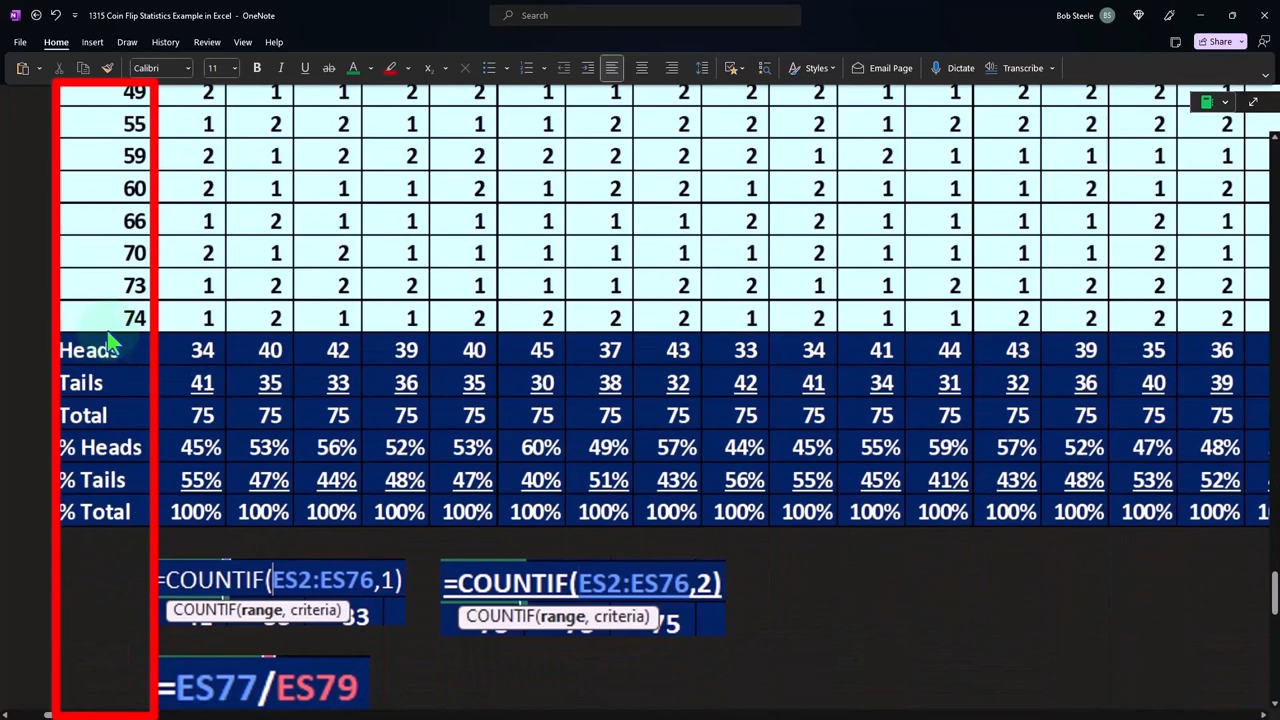 1315 Coin Flip Statistics Example in Excel - OneNote
Search
Bob Steele BS
File Home Insert Draw History Review View Help
Share
Calibri 11 B I U ab A Styles Email Page Dictate Transcribe
49 2 1 1 2 2 1 1 2 2 2 1 1 2 2 2 1
55 1 2 2 1 1 1 2 2 2 2 1 2 2 2 2 2
59 2 1 2 2 2 2 2 2 2 1 2 1 1 1 1 1
60 2 1 1 1 2 1 2 2 1 2 1 1 1 2 1 2
66 1 2 1 1 1 1 1 1 2 1 1 1 1 1 2 1
70 2 1 2 1 1 1 1 1 1 2 1 1 1 1 2 1
73 1 2 2 2 1 1 1 2 2 2 1 2 1 2 2 2
74 1 2 1 1 2 2 2 2 1 2 1 1 2 2 2 2
Heads 34 40 42 39 40 45 37 43 33 34 41 44 43 39 35 36
Tails 41 35 33 36 35 30 38 32 42 41 34 31 32 36 40 39
Total 75 75 75 75 75 75 75 75 75 75 75 75 75 75 75 75
% Heads 45% 53% 56% 52% 53% 60% 49% 57% 44% 45% 55% 59% 57% 52% 47% 48%
% Tails 55% 47% 44% 48% 47% 40% 51% 43% 56% 55% 45% 41% 43% 48% 53% 52%
% Total 100% 100% 100% 100% 100% 100% 100% 100% 100% 100% 100% 100% 100% 100% 100% 100%
=COUNTIF(ES2:ES76,1)
COUNTIF(range, criteria)
=COUNTIF(ES2:ES76,2)
COUNTIF(range, criteria)
=ES77/ES79